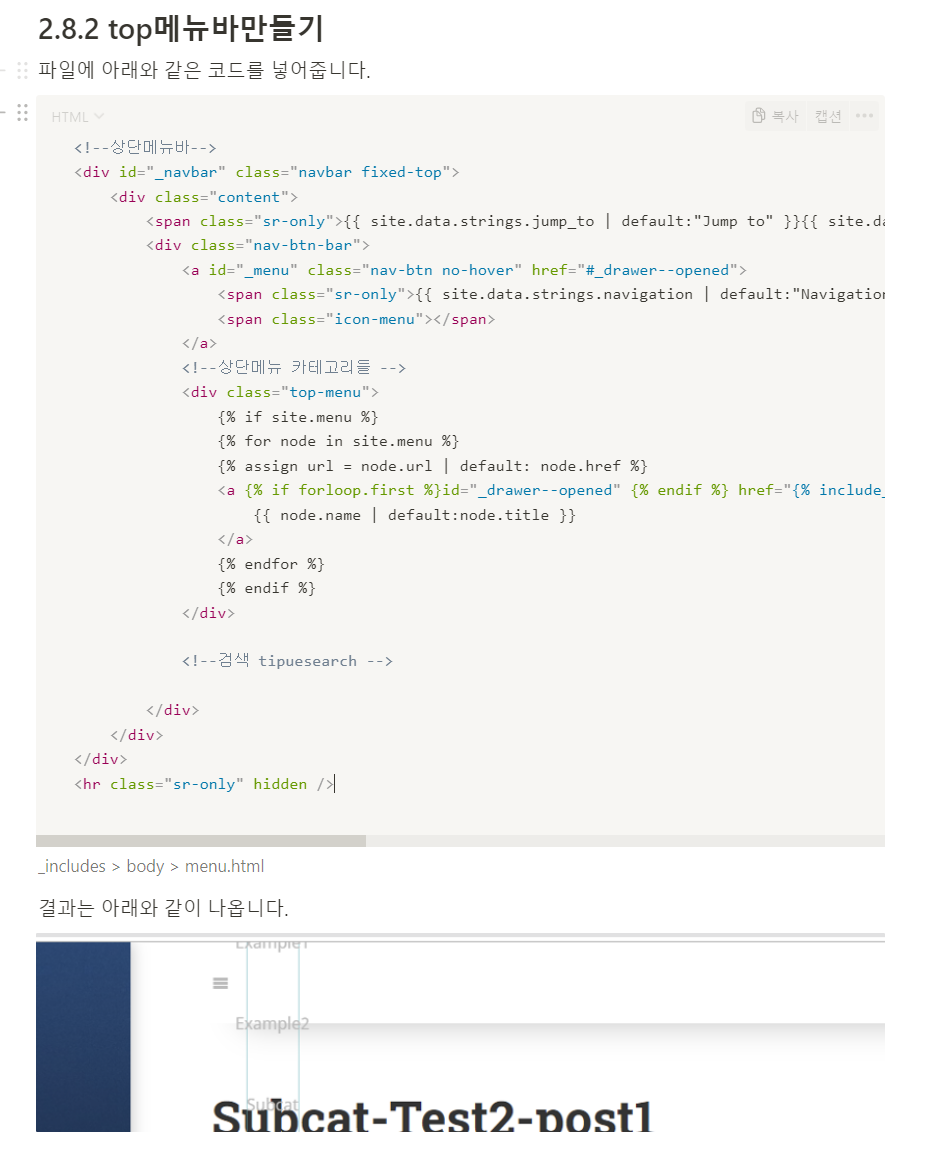 2.8.2 top메뉴바만들기
파일에 아래와 같은 코드를 넣어줍니다.
HTML
복사 캡션
<!--상단메뉴바-->
<div id="_navbar" class="navbar fixed-top">
<div class="content">
<span class="sr-only">{{ site.data.strings.jump_to | default:"Jump to" }}{{ site.da
<div class="nav-btn-bar">
<a id="_menu" class="nav-btn no-hover" href="#_drawer--opened">
<span class="sr-only">{{ site.data.strings.navigation | default:"Navigation
<span class="icon-menu"></span>
</a>
<!--상단메뉴 카테고리들 -->
<div class="top-menu">
{% if site.menu %}
{% for node in site.menu %}
{% assign url = node.url | default: node.href %}
<a {% if forloop.first %}id="_drawer--opened" {% endif %} href="{% include_
{{ node.name | default:node.title }}
</a>
{% endfor %}
{% endif %}
</div>
<!--검색 tipuesearch -->
</div>
</div>
</div>
<hr class="sr-only" hidden />
_includes > body > menu.html
결과는 아래와 같이 나옵니다.
Example1
Example2
Subcat
Subcat-Test2-post1